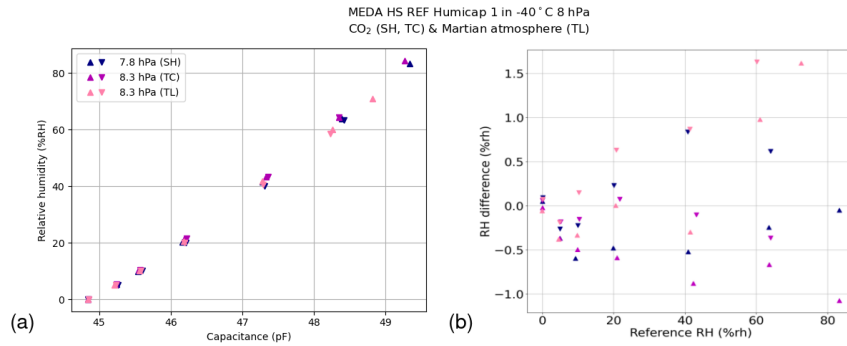 MEDA HS REF Humicap 1 in -40°C 8 hPa
CO₂ (SH, TC) & Martian atmosphere (TL)
7.8 hPa (SH)
8.3 hPa (TC)
8.3 hPa (TL)
Relative humidity (%RH)
80
60
40
20
0
45 46 47 48 49
Capacitance (pF)
(a)
RH difference (%rh)
1.5
1.0
0.5
0.0
−0.5
−1.0
0 20 40 60 80
Reference RH (%rh)
(b)